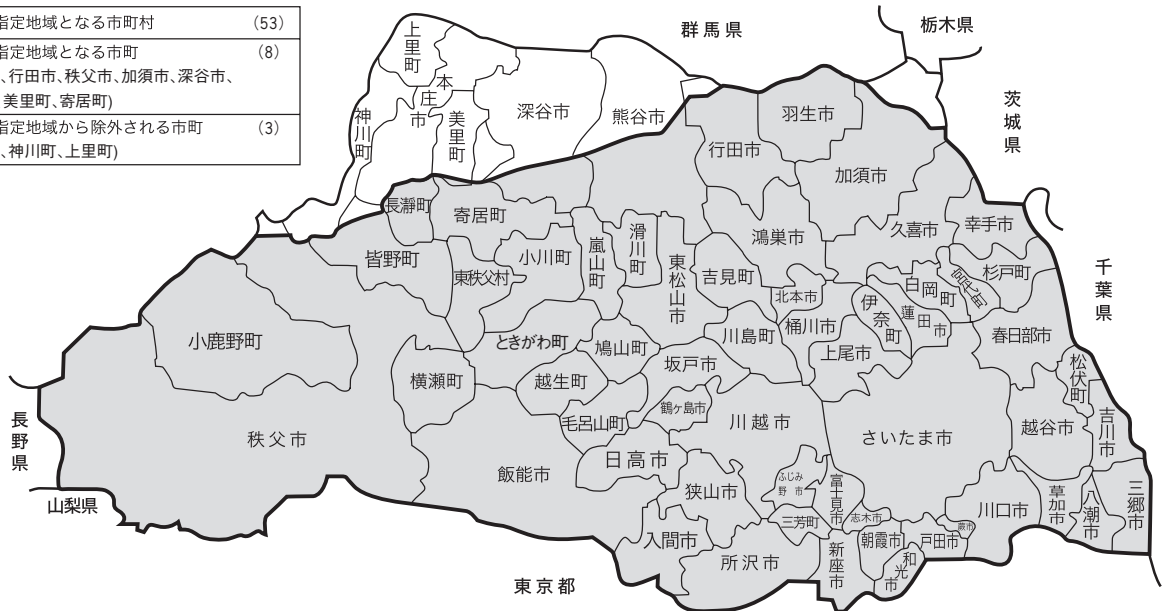 指定地域となる市町村 (53)
指定地域となる市町 (8)
、行田市、秩父市、加須市、深谷市、
美里町、寄居町)
指定地域から除外される市町 (3)
、神川町、上里町)
群馬県
栃木県
茨城県
千葉県
長野県
山梨県
東京都
上里町
本庄市
神川町
美里町
深谷市
熊谷市
行田市
羽生市
加須市
長瀞町
寄居町
皆野町
東秩父村
小川町
嵐山町
滑川町
東松山市
吉見町
鴻巣市
久喜市
幸手市
杉戸町
宮代町
白岡町
蓮田市
伊奈町
北本市
桶川市
上尾市
川島町
春日部市
松伏町
小鹿野町
ときがわ町
鳩山町
坂戸市
横瀬町
越生町
毛呂山町
鶴ヶ島市
川越市
さいたま市
越谷市
吉川市
秩父市
飯能市
日高市
狭山市
ふじみ
野市
富士見市
三芳町
志木市
朝霞市
戸田市
蕨市
川口市
草加市
八潮市
三郷市
入間市
所沢市
新座市
和光市